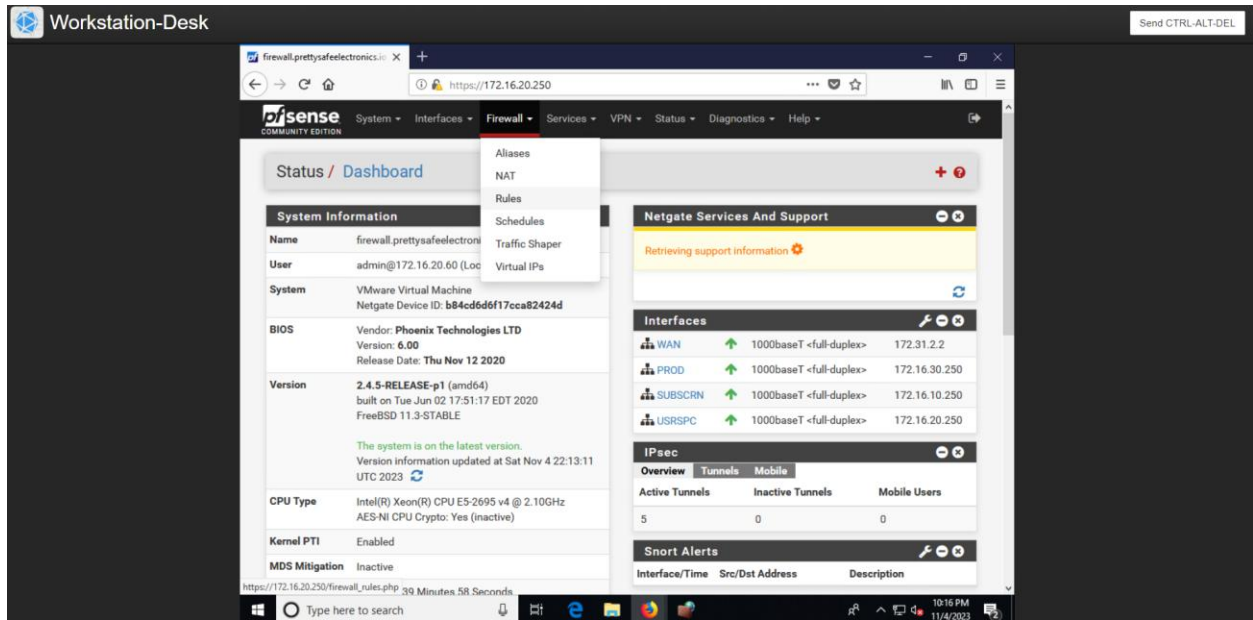 Workstation-Desk
Send CTRL-ALT-DEL
firewall.prettysafeelectronics.io
https://172.16.20.250
pfsense
COMMUNITY EDITION
System Interfaces Firewall Services VPN Status Diagnostics Help
Aliases
NAT
Rules
Schedules
Traffic Shaper
Virtual IPs
Status / Dashboard
System Information
Name firewall.prettysafeelectroni
User admin@172.16.20.60 (Loc
System VMware Virtual Machine
Netgate Device ID: b84cd6d6f17cca82424d
BIOS Vendor: Phoenix Technologies LTD
Version: 6.00
Release Date: Thu Nov 12 2020
Version 2.4.5-RELEASE-p1 (amd64)
built on Tue Jun 02 17:51:17 EDT 2020
FreeBSD 11.3-STABLE
The system is on the latest version.
Version information updated at Sat Nov 4 22:13:11
UTC 2023
CPU Type Intel(R) Xeon(R) CPU E5-2695 v4 @ 2.10GHz
AES-NI CPU Crypto: Yes (inactive)
Kernel PTI Enabled
MDS Mitigation Inactive
39 Minutes 58 Seconds
https://172.16.20.250/firewall_rules.php
Netgate Services And Support
Retrieving support information
Interfaces
WAN 1000baseT <full-duplex> 172.31.2.2
PROD 1000baseT <full-duplex> 172.16.30.250
SUBSCRN 1000baseT <full-duplex> 172.16.10.250
USRSPC 1000baseT <full-duplex> 172.16.20.250
IPsec
Overview Tunnels Mobile
Active Tunnels Inactive Tunnels Mobile Users
5 0 0
Snort Alerts
Interface/Time Src/Dst Address Description
Type here to search
10:16 PM
11/4/2023
2